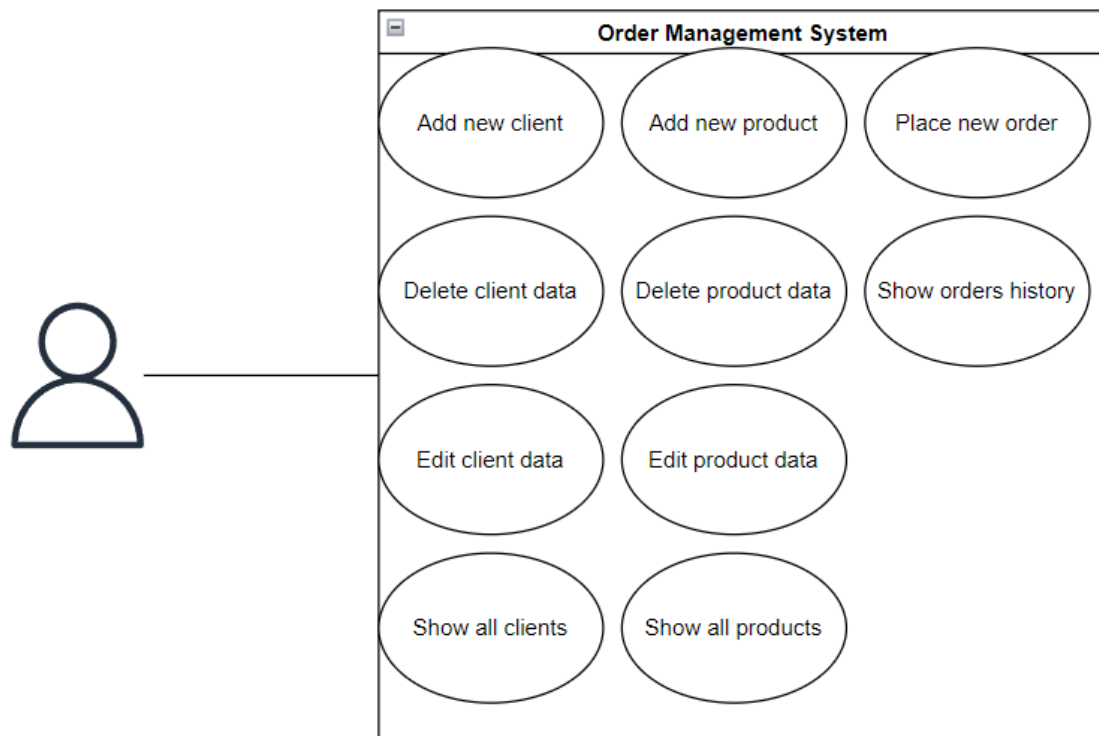 Order Management System
Add new client
Add new product
Place new order
Delete client data
Delete product data
Show orders history
Edit client data
Edit product data
Show all clients
Show all products